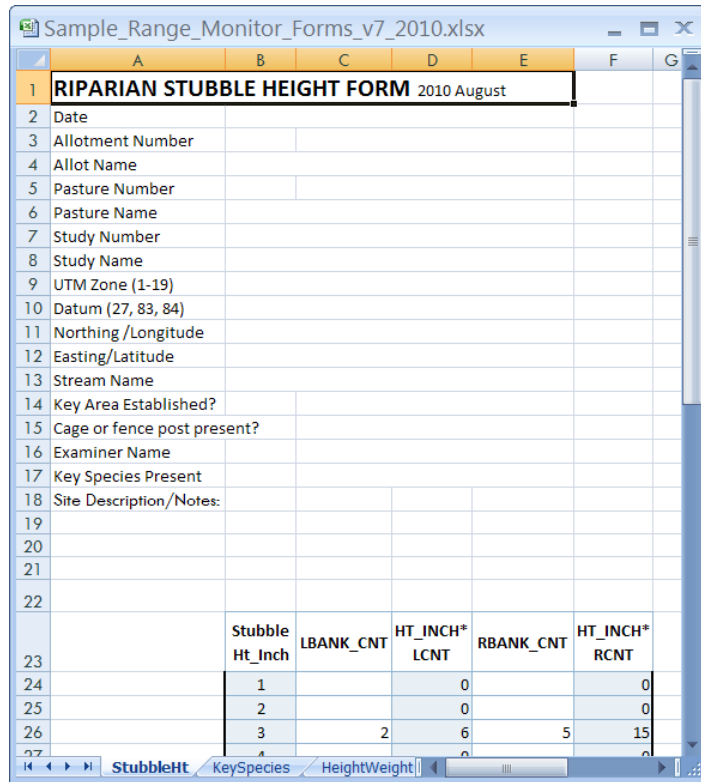 Sample_Range_Monitor_Forms_v7_2010.xlsx
A B C D E F G
1 RIPARIAN STUBBLE HEIGHT FORM 2010 August
2 Date
3 Allotment Number
4 Allot Name
5 Pasture Number
6 Pasture Name
7 Study Number
8 Study Name
9 UTM Zone (1-19)
10 Datum (27, 83, 84)
11 Northing /Longitude
12 Easting/Latitude
13 Stream Name
14 Key Area Established?
15 Cage or fence post present?
16 Examiner Name
17 Key Species Present
18 Site Description/Notes:
19
20
21
22
Stubble HT_INCH* HT_INCH*
Ht_Inch LBANK_CNT LCNT RBANK_CNT RCNT
23
24 1 0 0
25 2 0 0
26 3 2 6 5 15
27 4 0 0
StubbleHt KeySpecies HeightWeight